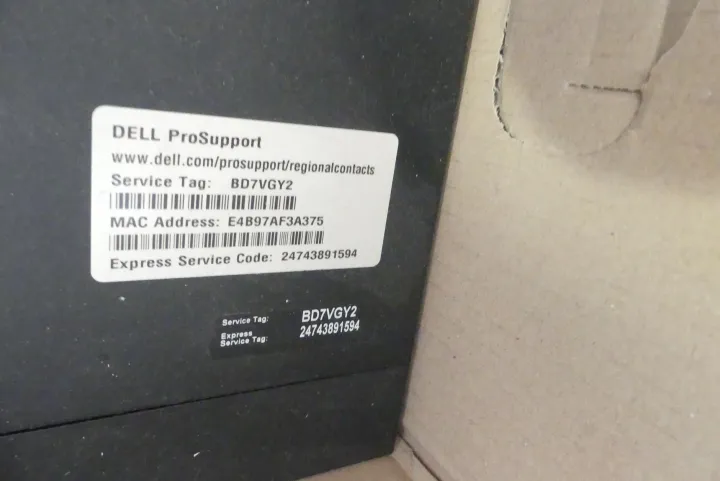 DELL ProSupport
www.dell.com/prosupport/regionalcontacts
Service Tag: BD7VGY2
MAC Address: E4B97AF3A375
Express Service Code: 24743891594
Service Tag: BD7VGY2
Express
Service Tag: 24743891594